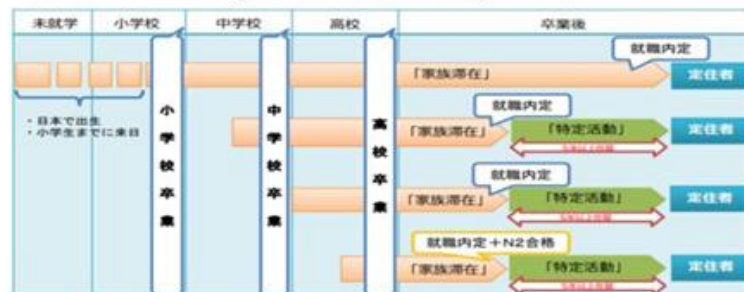 未就学 小学校 中学校 高校 卒業後
就職内定
「家族滞在」 定住者
・日本で出生
・小学生までに来日
小学校卒業
中学校卒業
高校卒業
就職内定
「家族滞在」 「特定活動」 定住者
就職内定
「家族滞在」 「特定活動」 定住者
就職内定+N2合格
「家族滞在」 「特定活動」 定住者